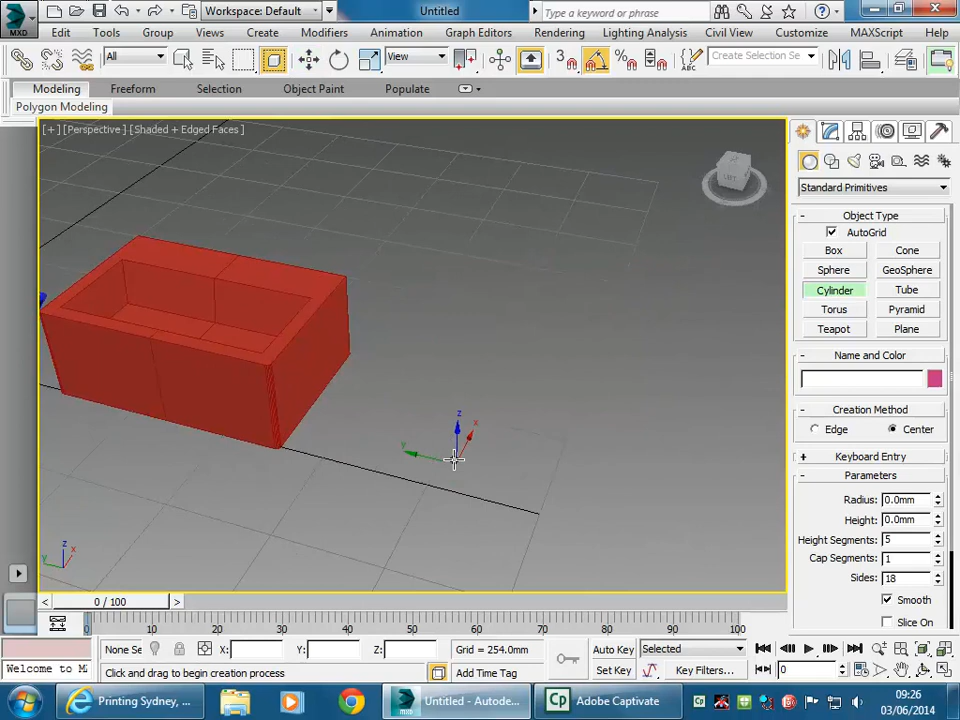 MXD
Workspace: Default
Untitled
Type a keyword or phrase
Edit
Tools
Group
Views
Create
Modifiers
Animation
Graph Editors
Rendering
Lighting Analysis
Civil View
Customize
MAXScript
Help
All
View
3
Create Selection Se
Modeling
Freeform
Selection
Object Paint
Populate
Polygon Modeling
[+] [Perspective] [Shaded + Edged Faces]
Standard Primitives
Object Type
AutoGrid
Box
Cone
Sphere
GeoSphere
Cylinder
Tube
Torus
Pyramid
Teapot
Plane
Name and Color
Creation Method
Edge
Center
Keyboard Entry
Parameters
Radius: 0.0mm
Height: 0.0mm
Height Segments: 5
Cap Segments: 1
Sides: 18
Smooth
Slice On
z
x
y
z
x
y
< 0 / 100 >
0 10 20 30 40 50 60 70 80 90 100
None Se
X:
Y:
Z:
Grid = 254.0mm
Auto Key
Selected
Welcome to M
Click and drag to begin creation process
Add Time Tag
Set Key
Key Filters...
0
Printing Sydney, ...
Untitled - Autode...
Adobe Captivate
09:26
03/06/2014